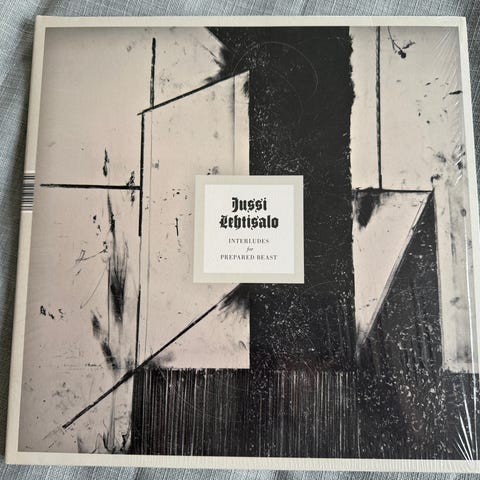 Jussi
Lehtisalo
INTERLUDES
for
PREPARED BEAST